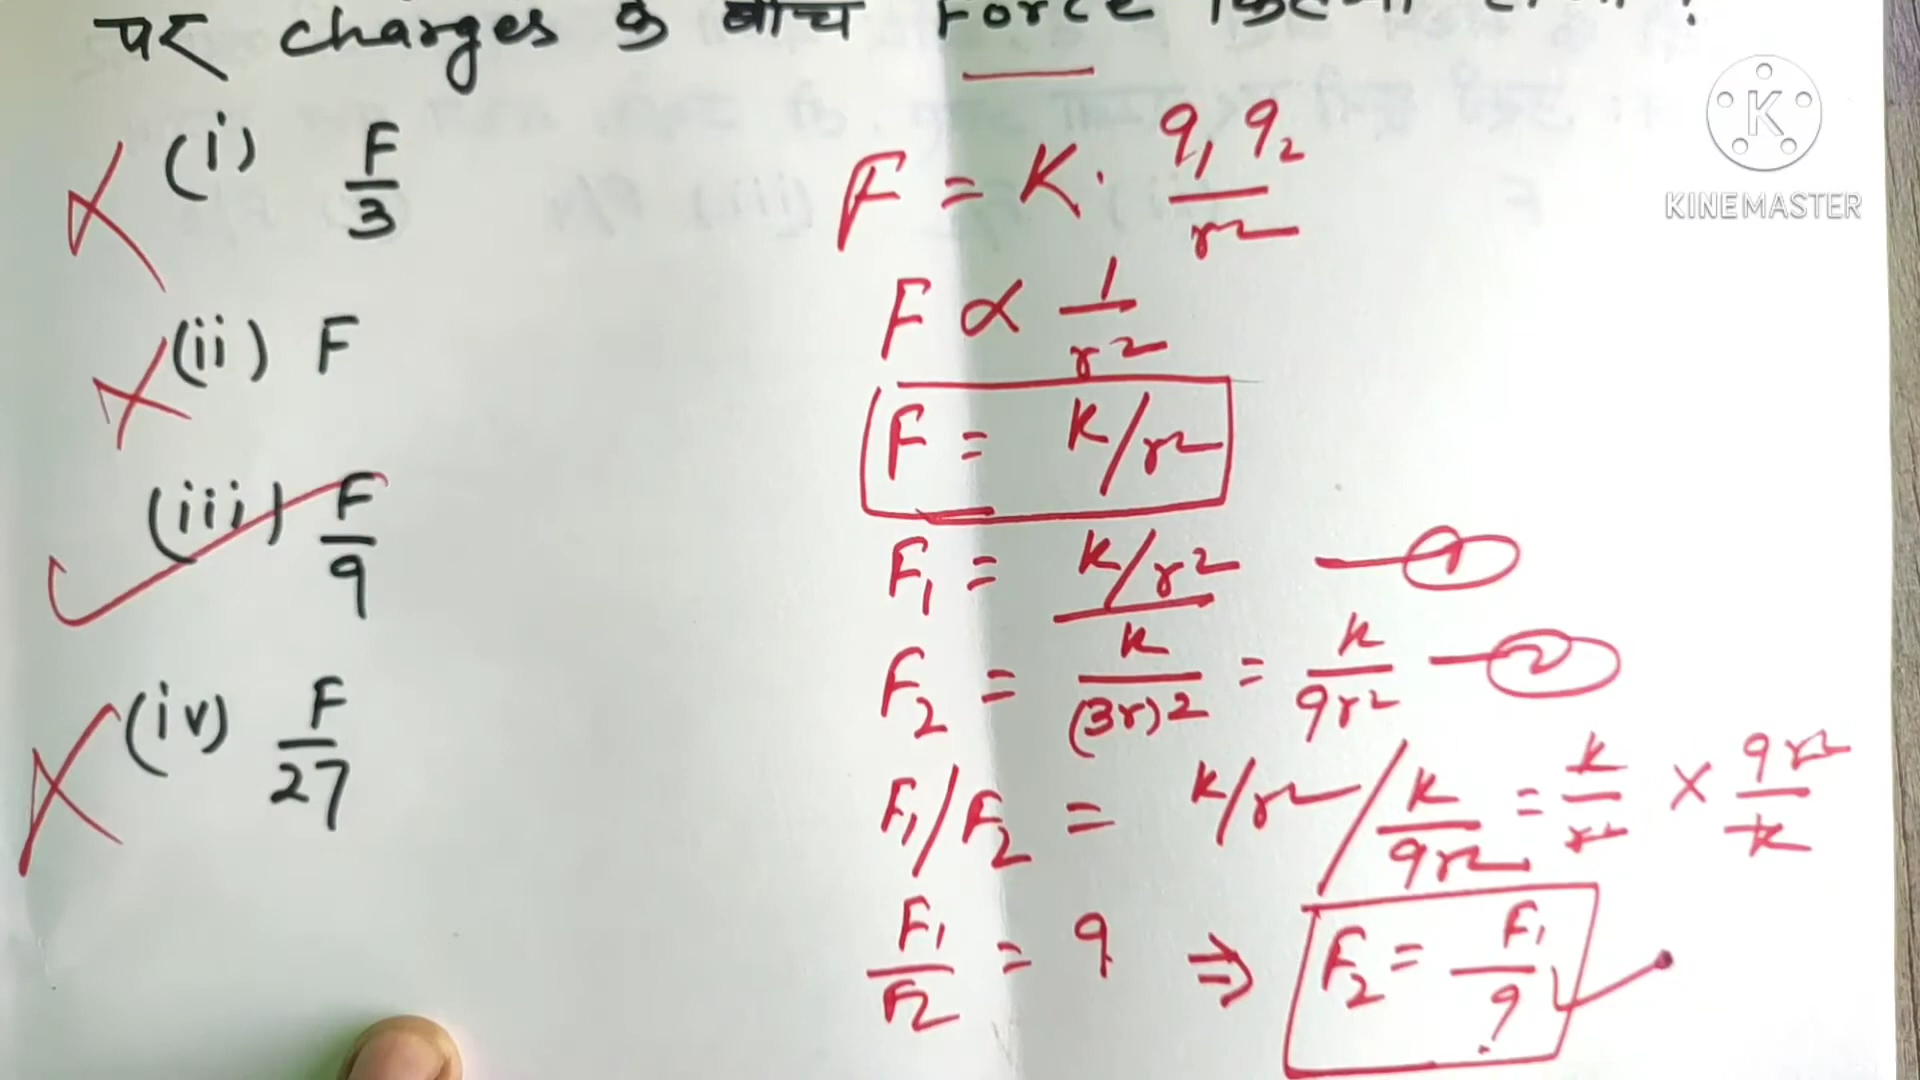 पर charges के बीच Force
(i) F/3
(ii) F
(iii) F/9
(iv) F/27
F = K · q₁ q₂ / r²
F ∝ 1/r²
F = K/r²
F₁ = K/r² — 1
F₂ = K/(3r)² = K/9r² — 2
F₁/F₂ = K/r² / K/9r² = K/r² × 9r²/K
F₁/F₂ = 9 ⇒ F₂ = F₁/9
K
KINEMASTER